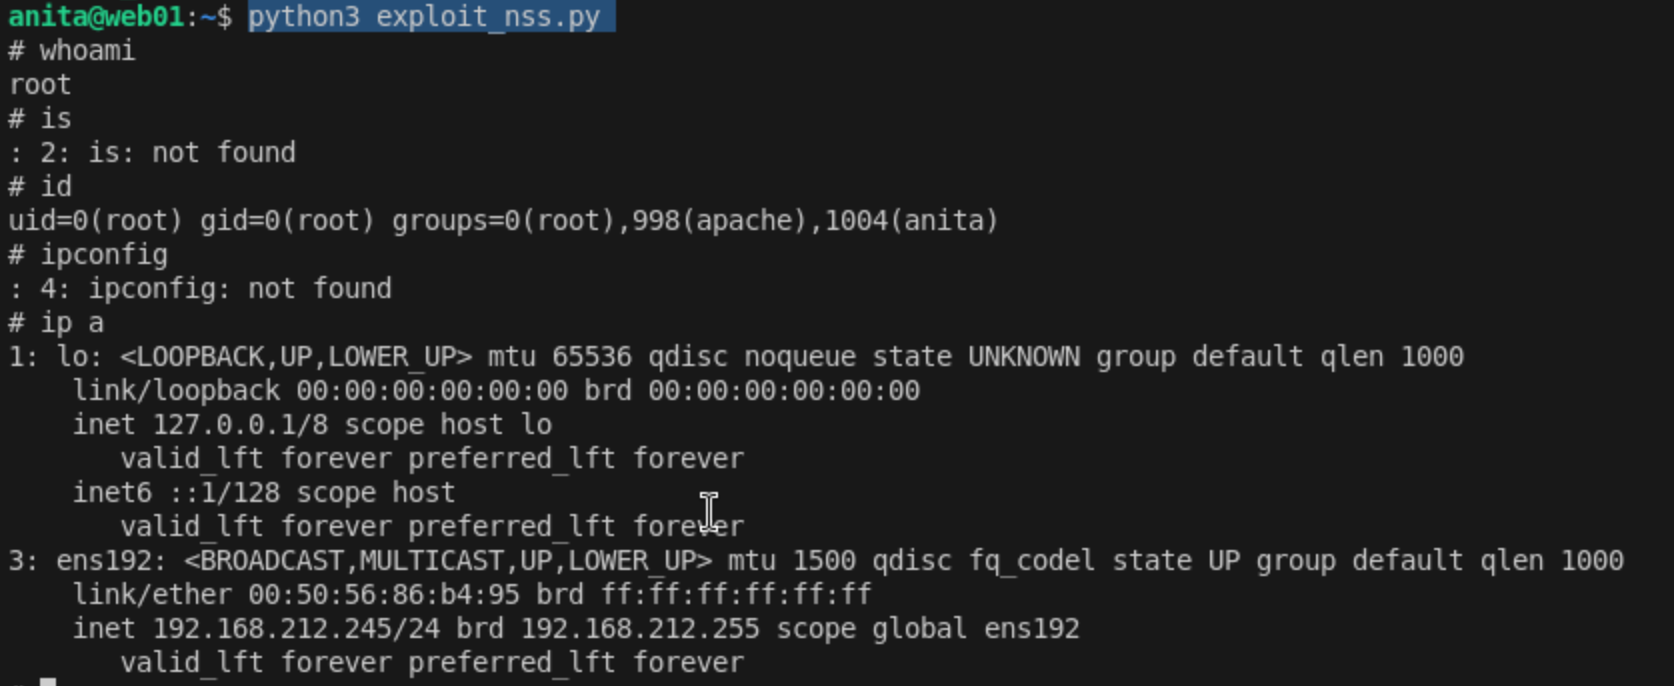 anita@web01:~$ python3 exploit_nss.py
# whoami
root
# is
: 2: is: not found
# id
uid=0(root) gid=0(root) groups=0(root),998(apache),1004(anita)
# ipconfig
: 4: ipconfig: not found
# ip a
1: lo: <LOOPBACK,UP,LOWER_UP> mtu 65536 qdisc noqueue state UNKNOWN group default qlen 1000
    link/loopback 00:00:00:00:00:00 brd 00:00:00:00:00:00
    inet 127.0.0.1/8 scope host lo
       valid_lft forever preferred_lft forever
    inet6 ::1/128 scope host
       valid_lft forever preferred_lft forever
3: ens192: <BROADCAST,MULTICAST,UP,LOWER_UP> mtu 1500 qdisc fq_codel state UP group default qlen 1000
    link/ether 00:50:56:86:b4:95 brd ff:ff:ff:ff:ff:ff
    inet 192.168.212.245/24 brd 192.168.212.255 scope global ens192
       valid_lft forever preferred_lft forever